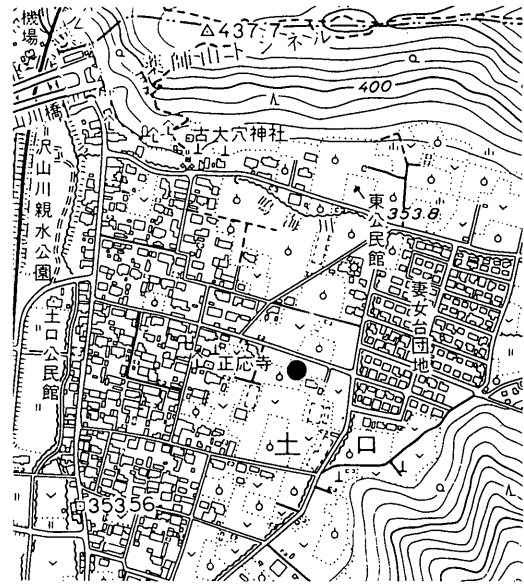 機場
△437.7
トンネル
400
橋
古大穴神社
沢山川親水公園
東公民館
353.8
妻女台団地
土口公民館
正応寺
土口
353.56